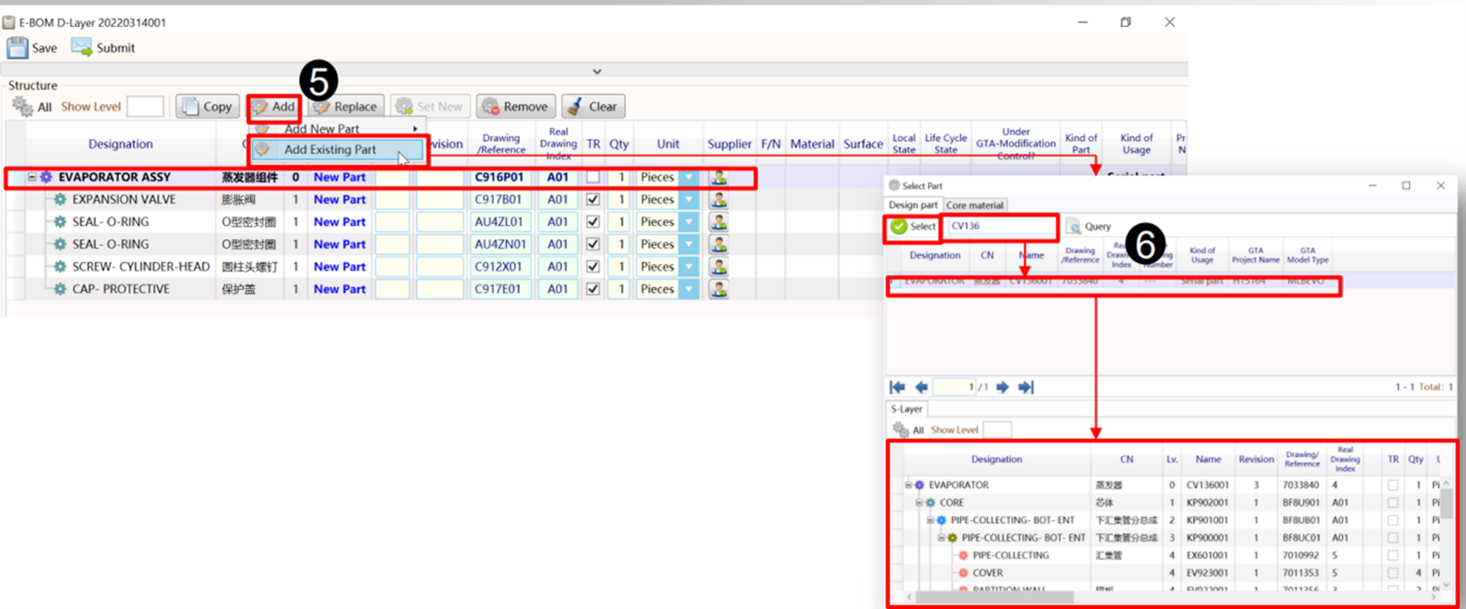 E-BOM D-Layer 20220314001
Save Submit
5
Structure
All Show Level Copy Add Replace Set New Remove Clear
Add New Part
Add Existing Part
Designation Drawing /Reference Real Drawing Index TR Qty Unit Supplier F/N Material Surface Local State Life Cycle State Under GTA-Modification Control? Kind of Part Kind of Usage
EVAPORATOR ASSY 蒸发器组件 0 New Part C916P01 A01 1 Pieces
EXPANSION VALVE 膨胀阀 1 New Part C917B01 A01 1 Pieces
SEAL- O-RING O型密封圈 1 New Part AU4ZL01 A01 1 Pieces
SEAL- O-RING O型密封圈 1 New Part AU4ZN01 A01 1 Pieces
SCREW- CYLINDER-HEAD 圆柱头螺钉 1 New Part C912X01 A01 1 Pieces
CAP- PROTECTIVE 保护盖 1 New Part C917E01 A01 1 Pieces
Select Part
Design part Core material
Select CV136 Query
6
Designation CN Name Drawing /Reference Index Number Kind of Usage GTA Project Name GTA Model Type
EVAPORATOR 蒸发器 CV136001 7033840 4 --- Serial part H15164 MLBEVO
1 /1 1 - 1 Total: 1
S-Layer
All Show Level
Designation CN Lv. Name Revision Drawing/ Reference Real Drawing Index TR Qty
EVAPORATOR 蒸发器 0 CV136001 3 7033840 4 1 Pi
CORE 芯体 1 KP902001 1 BF8U901 A01 1 Pi
PIPE-COLLECTING- BOT- ENT 下汇集管分总成 2 KP901001 1 BF8UB01 A01 1 Pi
PIPE-COLLECTING- BOT- ENT 下汇集管分总成 3 KP900001 1 BF8UC01 A01 1 Pi
PIPE-COLLECTING 汇集管 4 EX601001 1 7010992 5 1 Pi
COVER 4 EV923001 1 7011353 5 4 Pi
PARTITION WALL 4 EV922001 1 7011356 3 2 Pi